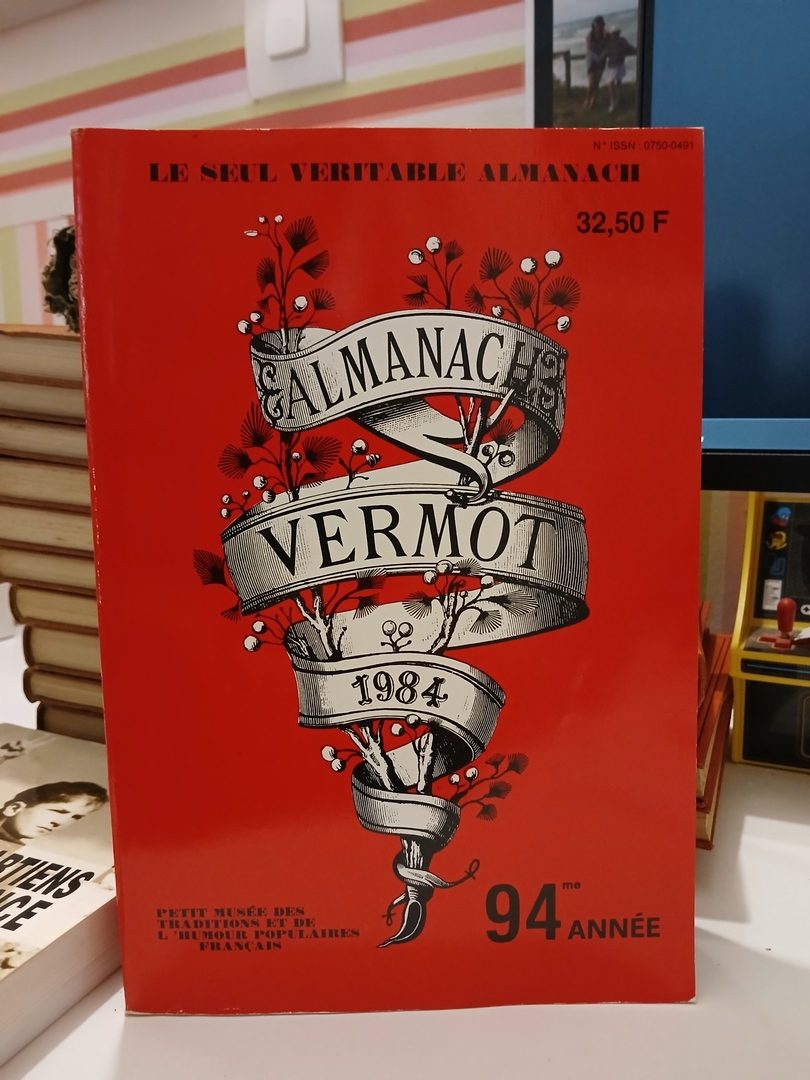 N° ISSN : 0750-0491
LE SEUL VERITABLE ALMANACH
32,50 F
ALMANACH
VERMOT
1984
PETIT MUSÉE DES
TRADITIONS ET DE
L'HUMOUR POPULAIRES
FRANÇAIS
94me ANNÉE